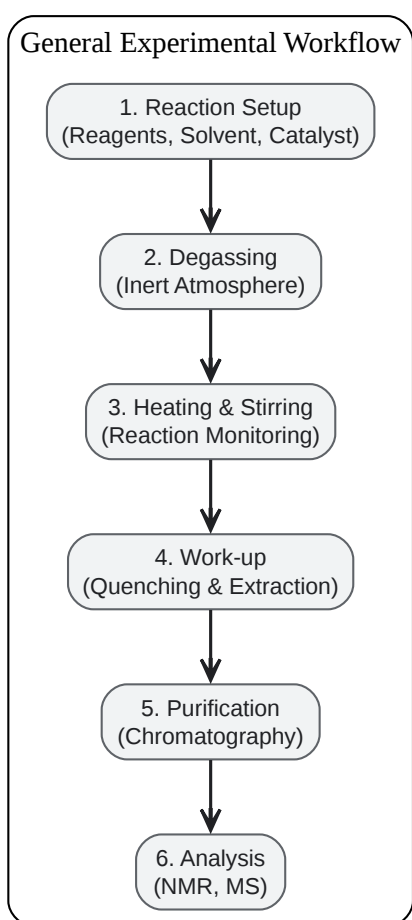 General Experimental Workflow
1. Reaction Setup
(Reagents, Solvent, Catalyst)
2. Degassing
(Inert Atmosphere)
3. Heating & Stirring
(Reaction Monitoring)
4. Work-up
(Quenching & Extraction)
5. Purification
(Chromatography)
6. Analysis
(NMR, MS)